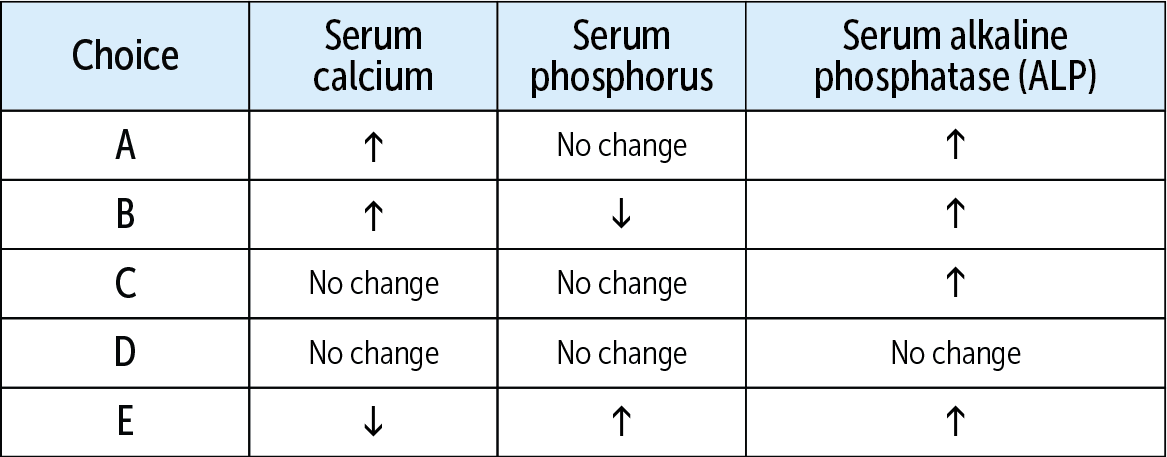 Choice Serum calcium Serum phosphorus Serum alkaline phosphatase (ALP)
A ↑ No change ↑
B ↑ ↓ ↑
C No change No change ↑
D No change No change No change
E ↓ ↑ ↑